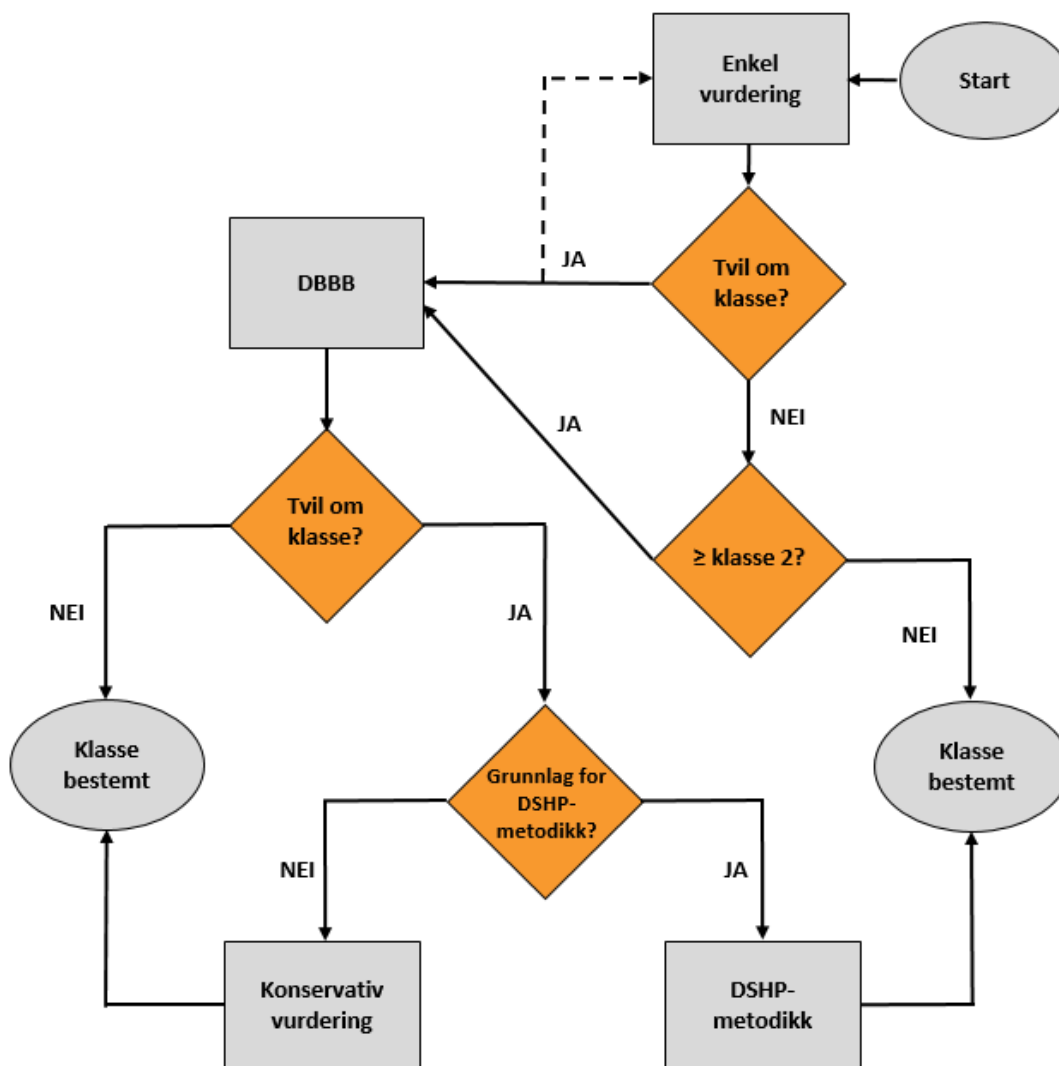 Enkel
vurdering
Start
JA
Tvil om
klasse?
DBBB
NEI
JA
Tvil om
klasse?
≥ klasse 2?
NEI
JA
NEI
Klasse
bestemt
Klasse
bestemt
Grunnlag for
DSHP-
metodikk?
NEI
JA
Konservativ
vurdering
DSHP-
metodikk